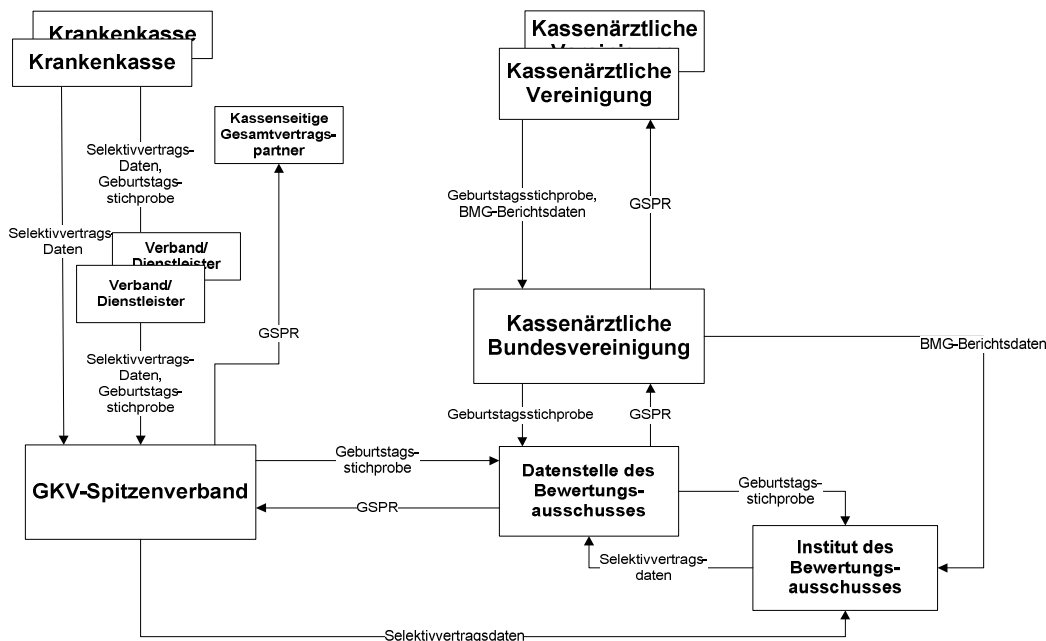 Krankenkasse
Krankenkasse
Kassenärztliche
Kassenärztliche
Vereinigung
Kassenseitige
Gesamtvertrags-
partner
Selektivvertrags-
Daten,
Geburtstags-
stichprobe
Geburtstagsstichprobe,
BMG-Berichtsdaten
GSPR
Selektivvertrags
Daten
Verband/
Dienstleister
Verband/
Dienstleister
GSPR
Kassenärztliche
Bundesvereinigung
BMG-Berichtsdaten
Selektivvertrags-
Daten,
Geburtstags-
stichprobe
Geburtstagsstichprobe
GSPR
GKV-Spitzenverband
Geburtstags-
stichprobe
GSPR
Datenstelle des
Bewertungs-
ausschusses
Geburtstags-
stichprobe
Selektivvertrags-
daten
Institut des
Bewertungs-
ausschusses
Selektivvertragsdaten